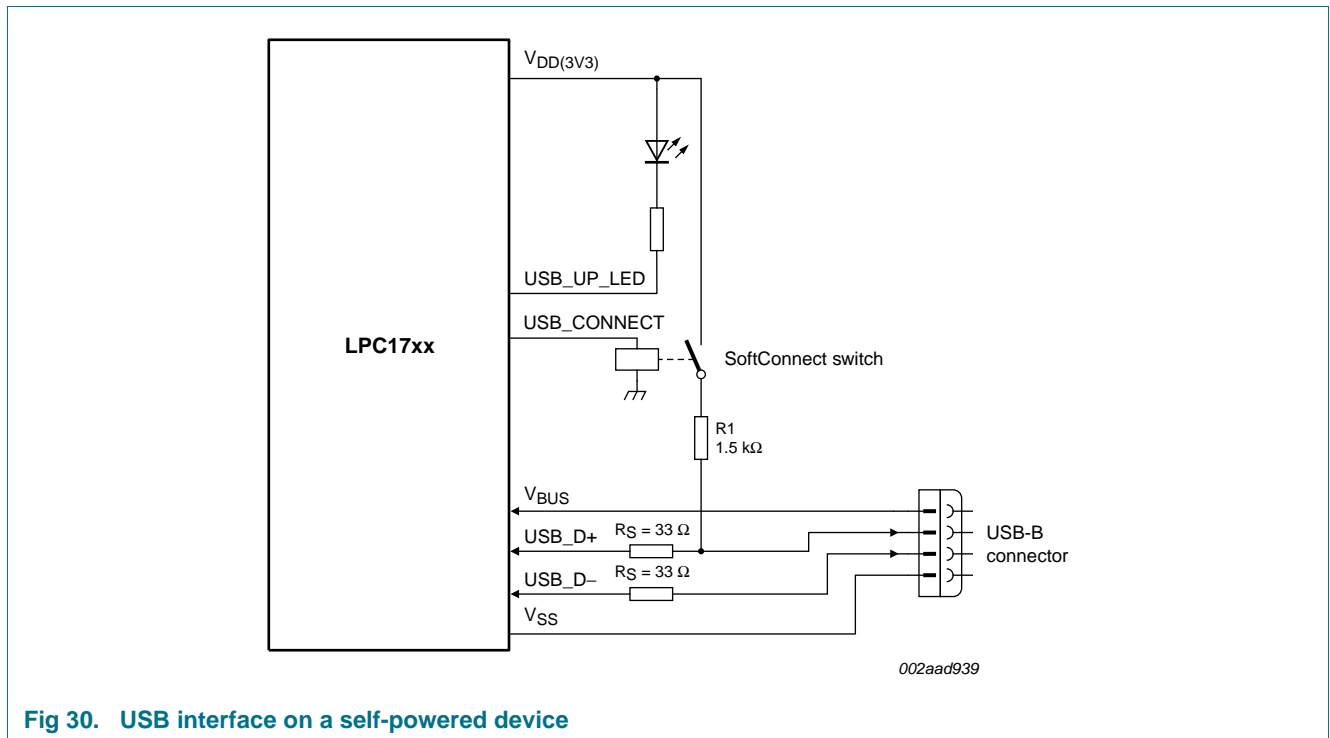 VDD(3V3)
USB_UP_LED
USB_CONNECT
LPC17xx
SoftConnect switch
R1
1.5 kΩ
VBUS
USB_D+
RS = 33 Ω
USB_D−
RS = 33 Ω
VSS
USB-B
connector
002aad939
Fig 30. USB interface on a self-powered device